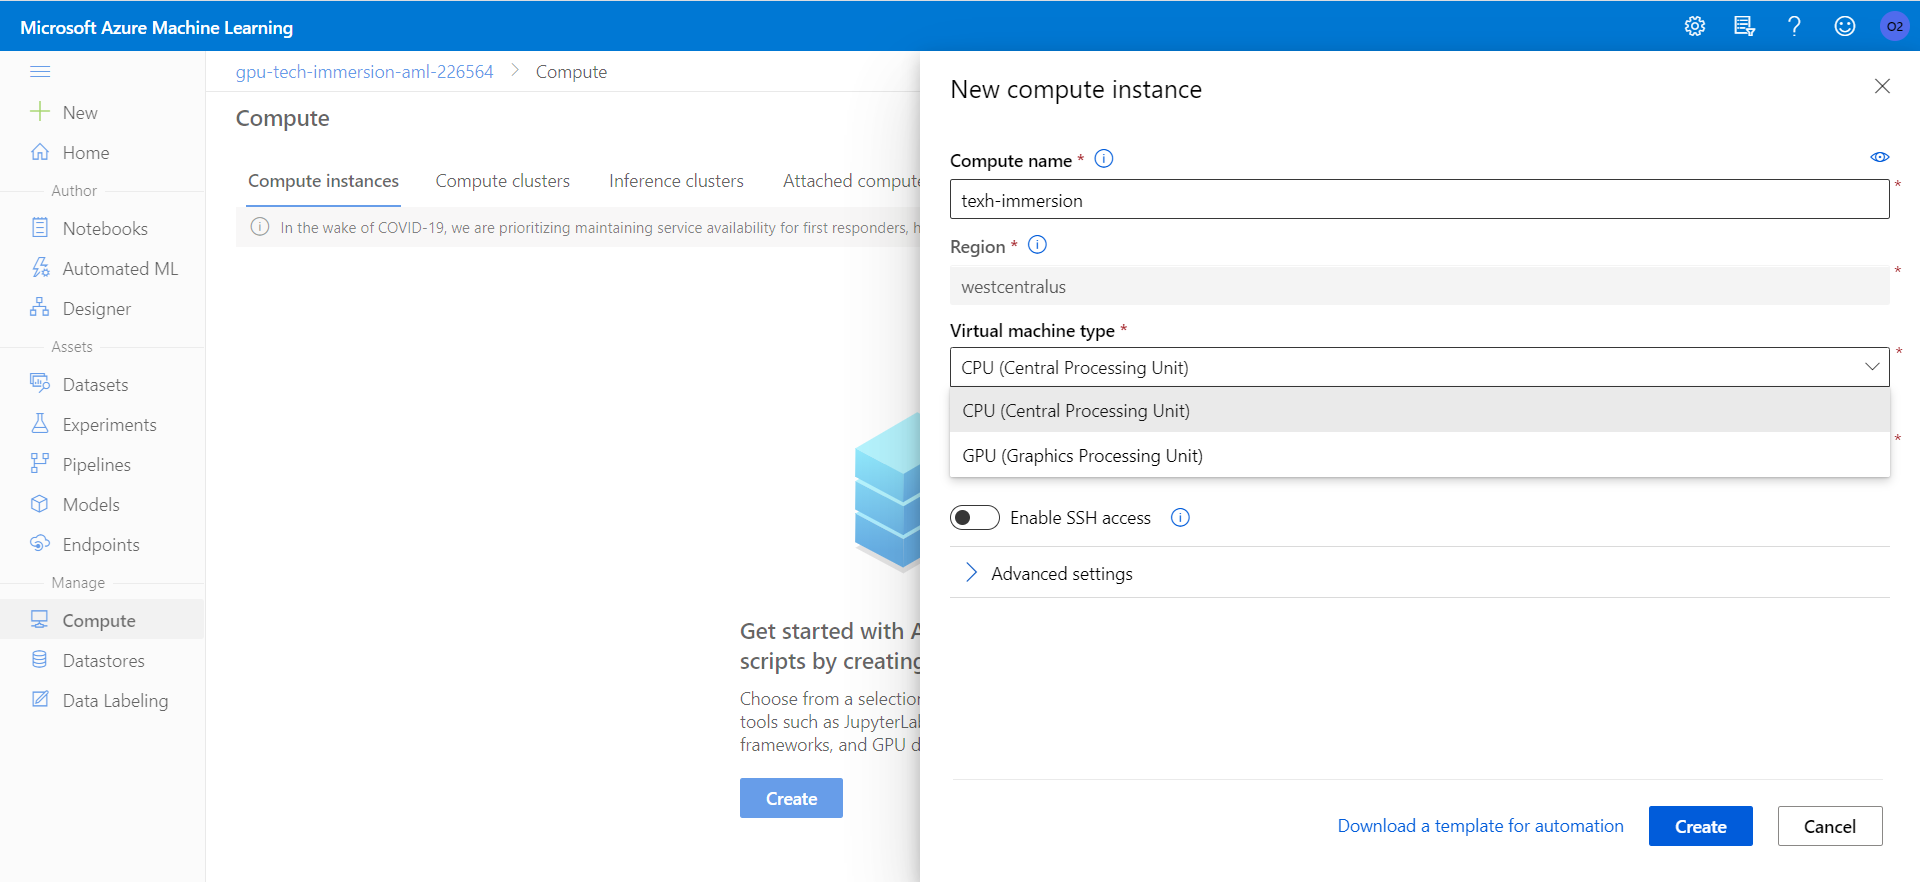 Microsoft Azure Machine Learning
O2
New
Home
Author
Notebooks
Automated ML
Designer
Assets
Datasets
Experiments
Pipelines
Models
Endpoints
Manage
Compute
Datastores
Data Labeling
gpu-tech-immersion-aml-226564 > Compute
Compute
Compute instances Compute clusters Inference clusters Attached compute
In the wake of COVID-19, we are prioritizing maintaining service availability for first responders, h
Get started with A
scripts by creating
Choose from a selection
tools such as JupyterLab
frameworks, and GPU d
Create
New compute instance
Compute name *
texh-immersion *
Region *
westcentralus *
Virtual machine type *
CPU (Central Processing Unit) *
CPU (Central Processing Unit)
GPU (Graphics Processing Unit)
*
Enable SSH access
Advanced settings
Download a template for automation
Create
Cancel